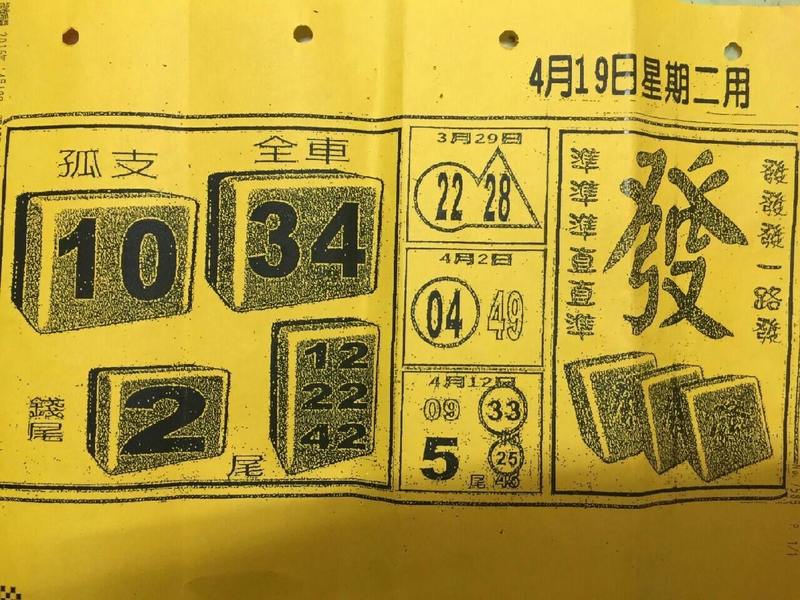 4月19日星期二用
孤支
全車
10
34
錢尾
2
尾
12
22
42
3月29日
22 28
4月2日
04 49
4月12日
09 33
5
尾
25
45
準準準直直準
發
發發發一路發